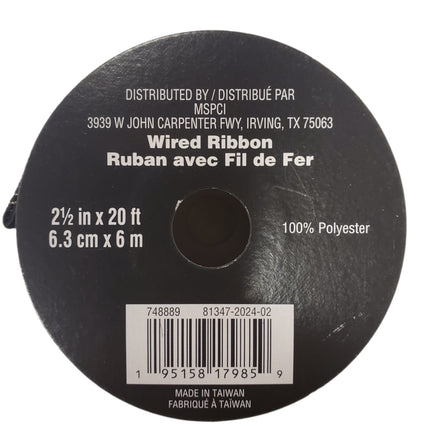 DISTRIBUTED BY / DISTRIBUÉ PAR
MSPCI
3939 W JOHN CARPENTER FWY, IRVING, TX 75063
Wired Ribbon
Ruban avec Fil de Fer
2½ in x 20 ft
6.3 cm x 6 m
100% Polyester
748889 81347-2024-02
1 95158 17985 9
MADE IN TAIWAN
FABRIQUÉ À TAÏWAN